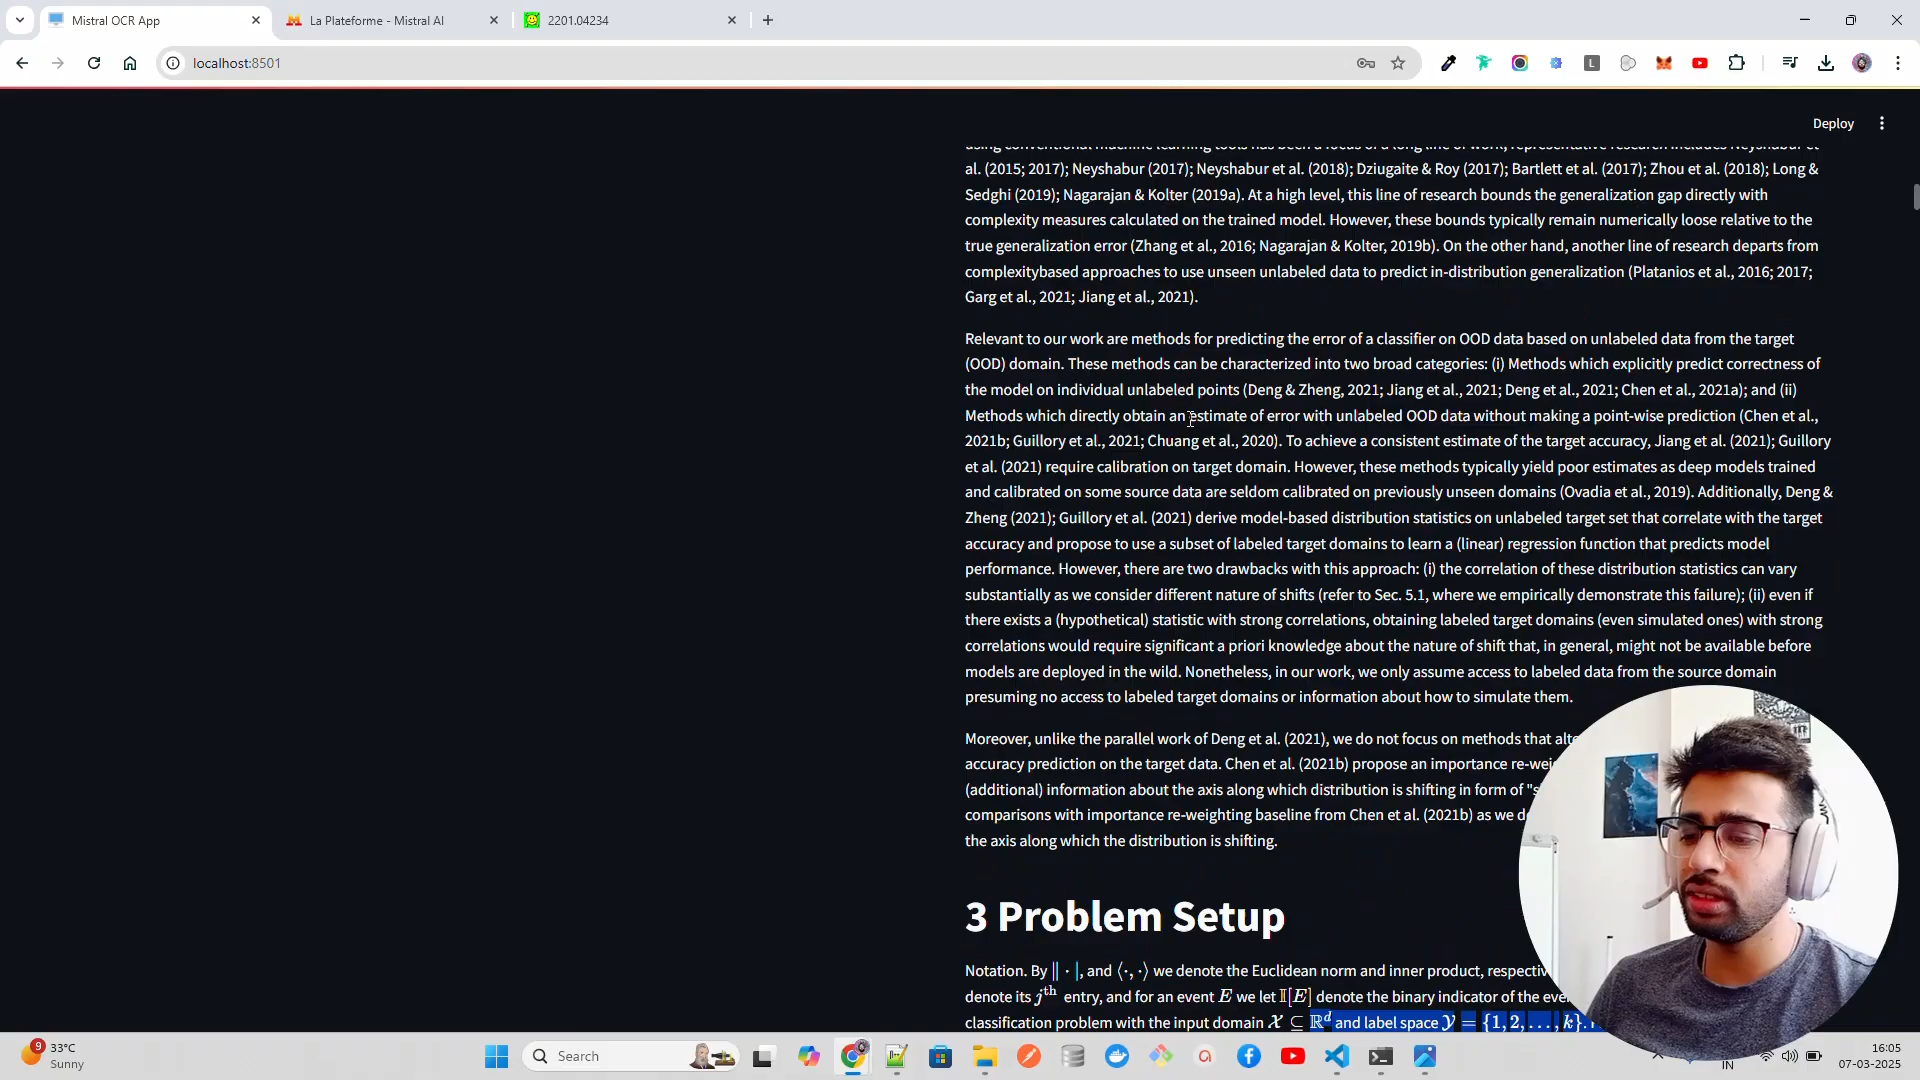 Mistral OCR App
La Plateforme - Mistral AI
2201.04234
localhost:8501
Deploy
using conventional machine learning tools has been a focus of a long line of work, representative research includes Neyshabur et
al. (2015; 2017); Neyshabur (2017); Neyshabur et al. (2018); Dziugaite & Roy (2017); Bartlett et al. (2017); Zhou et al. (2018); Long &
Sedghi (2019); Nagarajan & Kolter (2019a). At a high level, this line of research bounds the generalization gap directly with
complexity measures calculated on the trained model. However, these bounds typically remain numerically loose relative to the
true generalization error (Zhang et al., 2016; Nagarajan & Kolter, 2019b). On the other hand, another line of research departs from
complexitybased approaches to use unseen unlabeled data to predict in-distribution generalization (Platanios et al., 2016; 2017;
Garg et al., 2021; Jiang et al., 2021).
Relevant to our work are methods for predicting the error of a classifier on OOD data based on unlabeled data from the target
(OOD) domain. These methods can be characterized into two broad categories: (i) Methods which explicitly predict correctness of
the model on individual unlabeled points (Deng & Zheng, 2021; Jiang et al., 2021; Deng et al., 2021; Chen et al., 2021a); and (ii)
Methods which directly obtain an estimate of error with unlabeled OOD data without making a point-wise prediction (Chen et al.,
2021b; Guillory et al., 2021; Chuang et al., 2020). To achieve a consistent estimate of the target accuracy, Jiang et al. (2021); Guillory
et al. (2021) require calibration on target domain. However, these methods typically yield poor estimates as deep models trained
and calibrated on some source data are seldom calibrated on previously unseen domains (Ovadia et al., 2019). Additionally, Deng &
Zheng (2021); Guillory et al. (2021) derive model-based distribution statistics on unlabeled target set that correlate with the target
accuracy and propose to use a subset of labeled target domains to learn a (linear) regression function that predicts model
performance. However, there are two drawbacks with this approach: (i) the correlation of these distribution statistics can vary
substantially as we consider different nature of shifts (refer to Sec. 5.1, where we empirically demonstrate this failure); (ii) even if
there exists a (hypothetical) statistic with strong correlations, obtaining labeled target domains (even simulated ones) with strong
correlations would require significant a priori knowledge about the nature of shift that, in general, might not be available before
models are deployed in the wild. Nonetheless, in our work, we only assume access to labeled data from the source domain
presuming no access to labeled target domains or information about how to simulate them.
Moreover, unlike the parallel work of Deng et al. (2021), we do not focus on methods that alte
accuracy prediction on the target data. Chen et al. (2021b) propose an importance re-wei
(additional) information about the axis along which distribution is shifting in form of "s
comparisons with importance re-weighting baseline from Chen et al. (2021b) as we do
the axis along which the distribution is shifting.
3 Problem Setup
Notation. By ‖ · |, and ⟨·, ·⟩ we denote the Euclidean norm and inner product, respectiv
denote its j^th entry, and for an event E we let 𝕀[E] denote the binary indicator of the eve
classification problem with the input domain 𝒳 ⊆ ℝ^d and label space 𝒴 = {1, 2, …, k}.
9
33°C
Sunny
Search
IN
16:05
07-03-2025